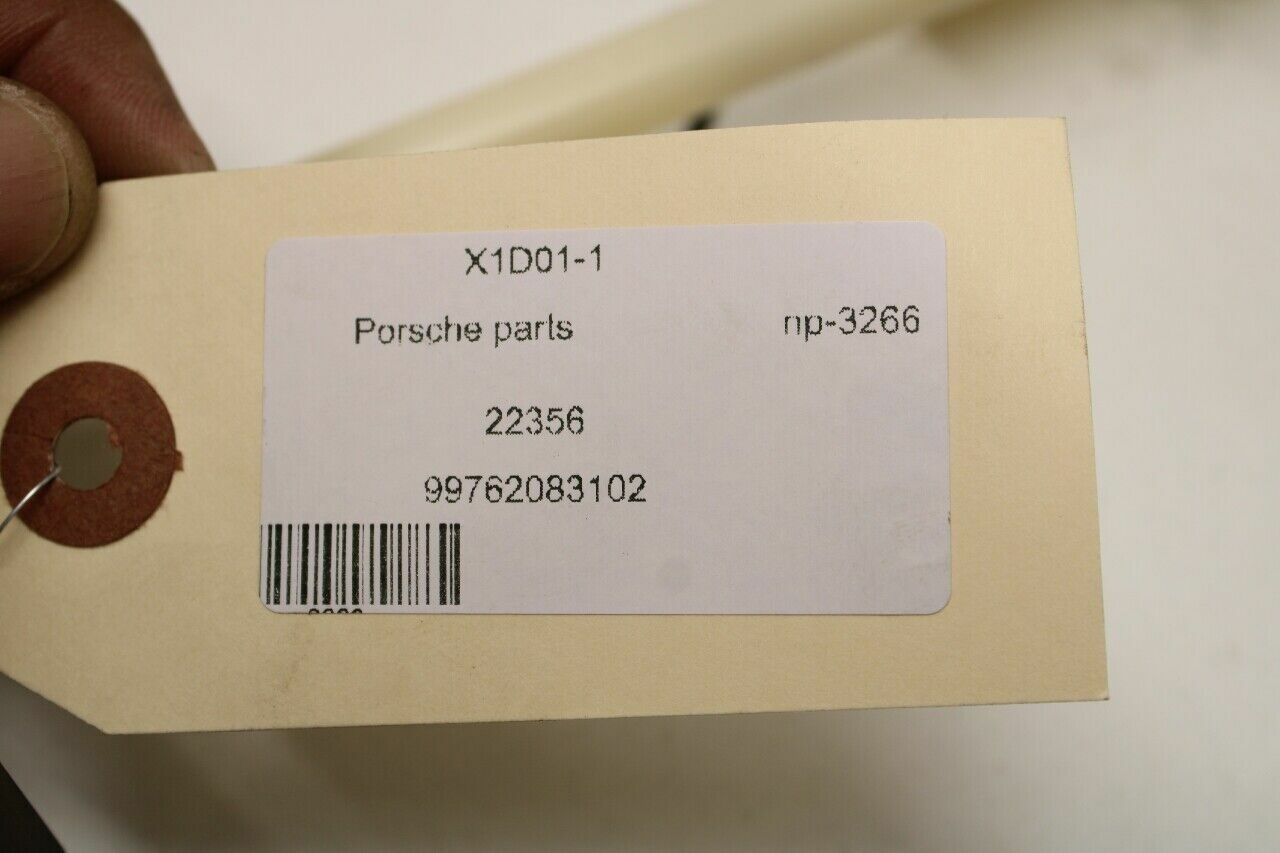 X1D01-1
Porsche parts np-3266
22356
99762083102